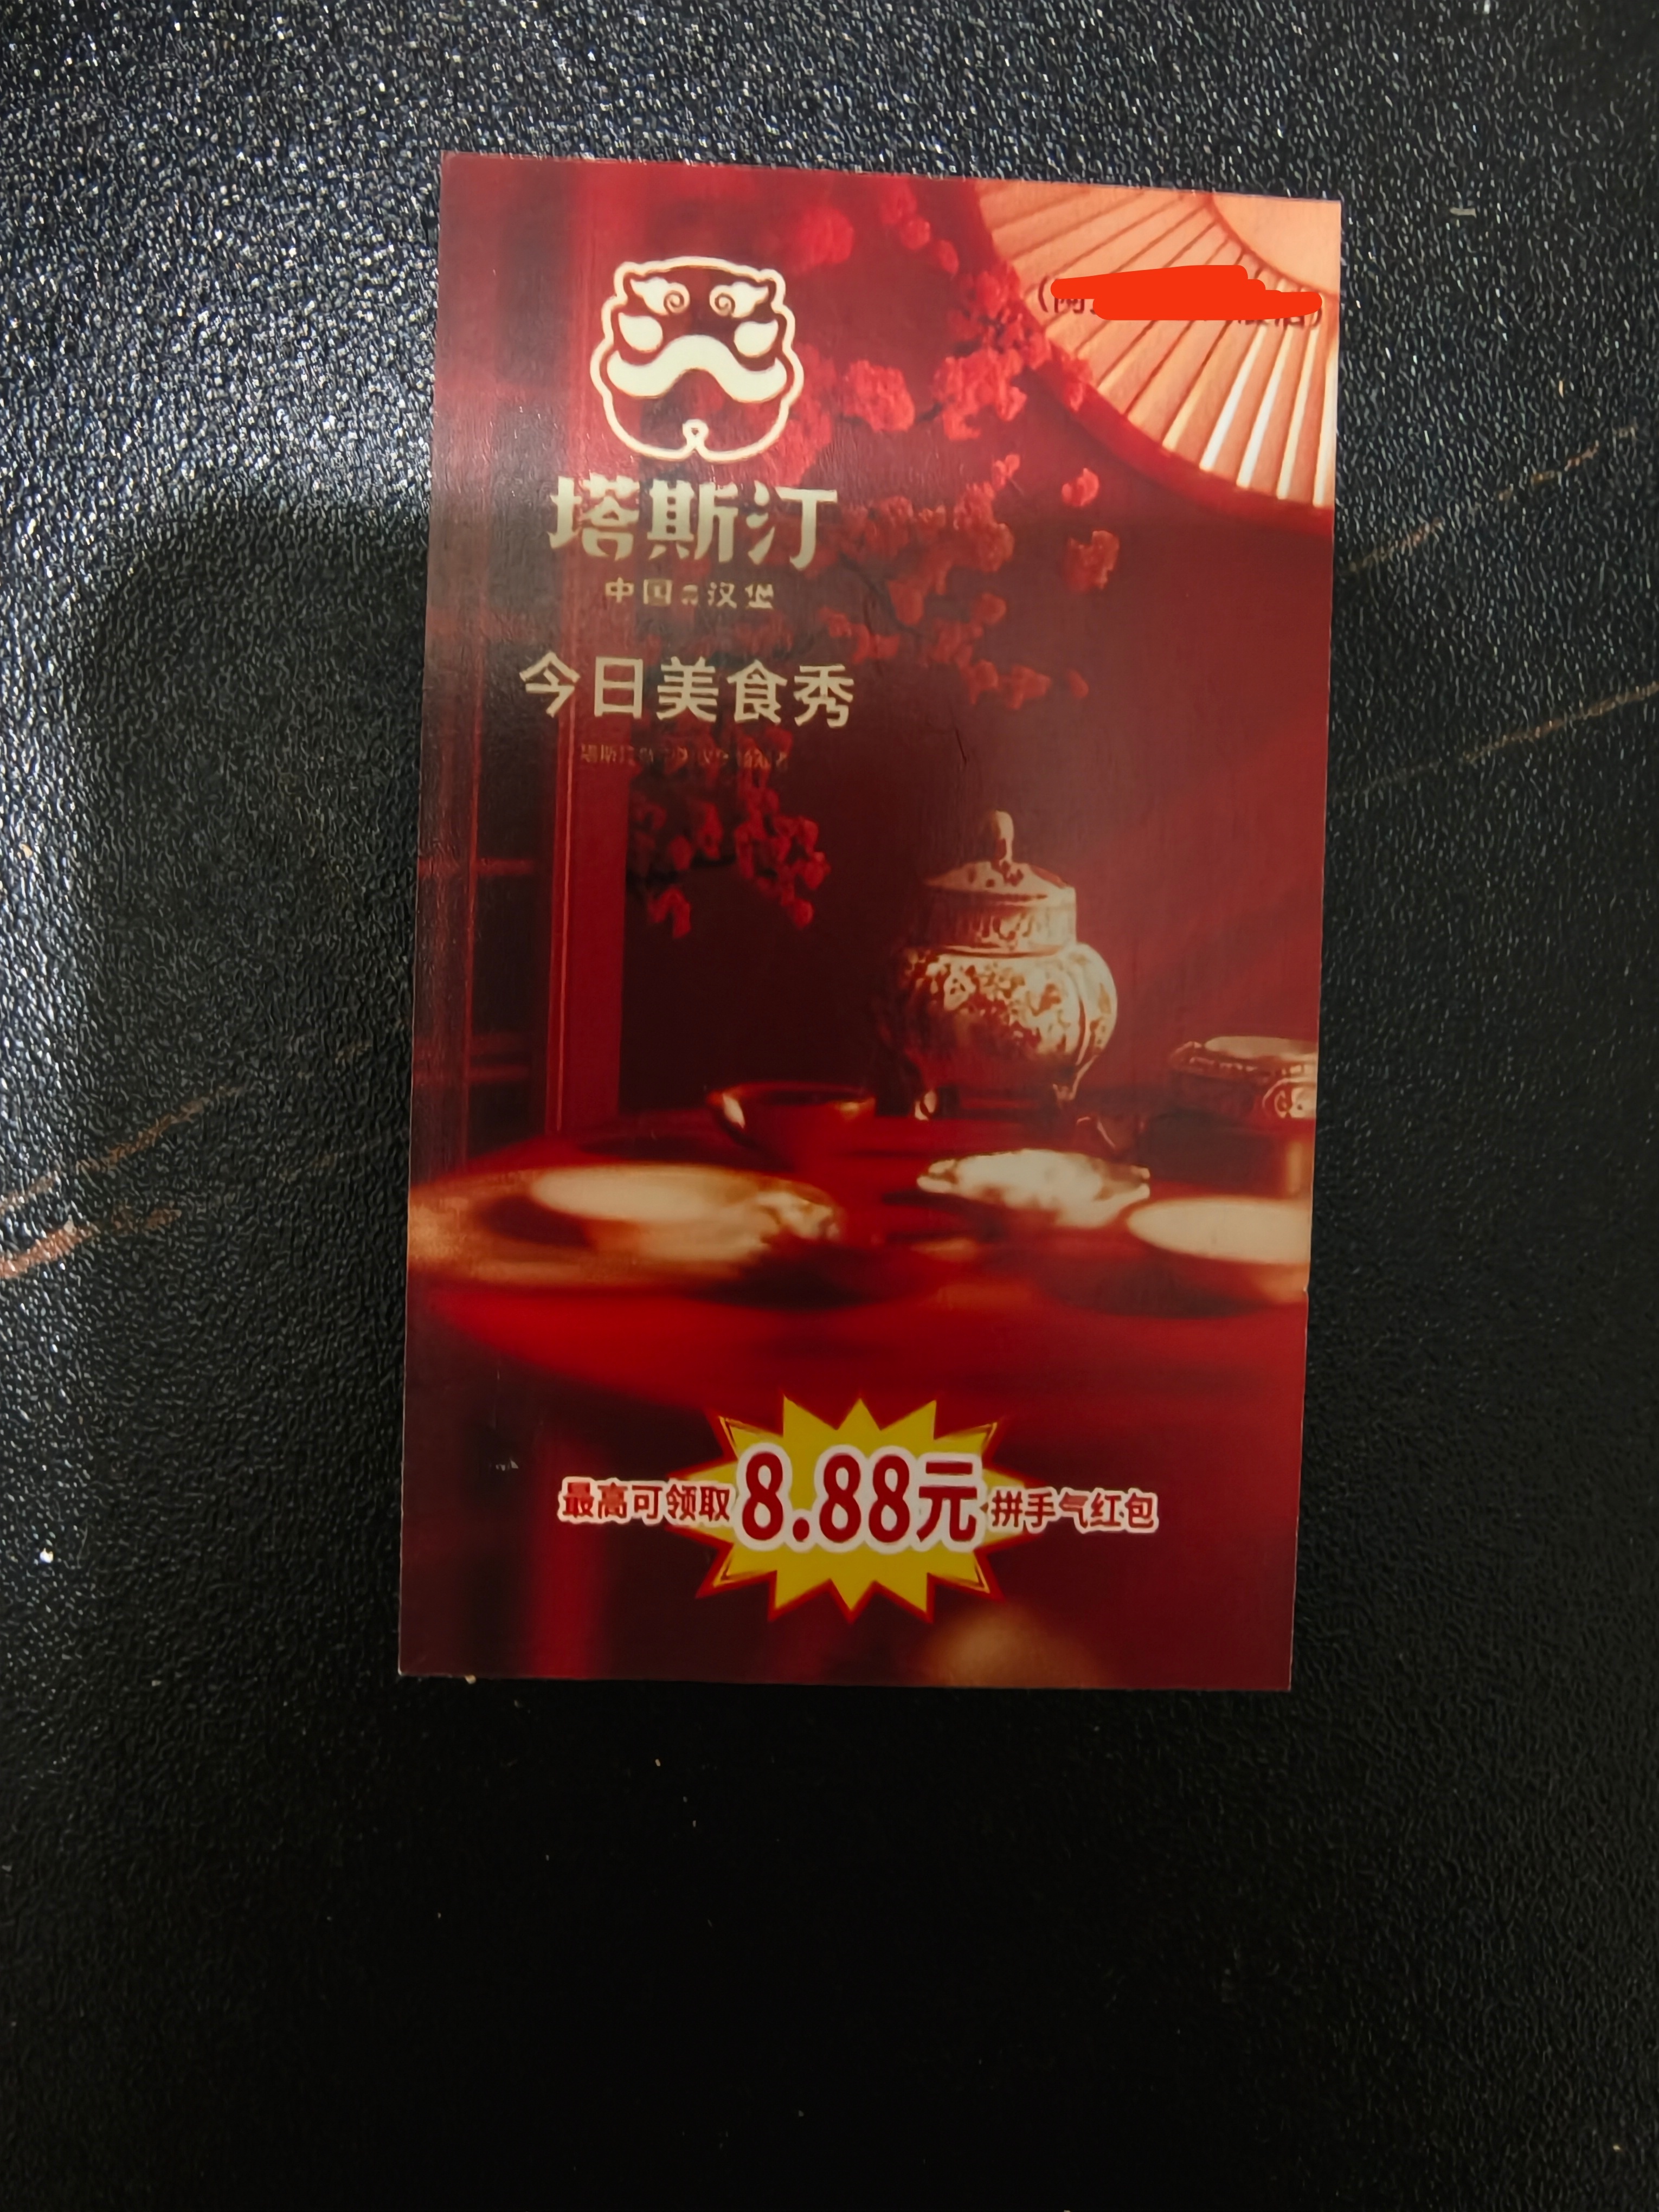 塔斯汀
中国汉堡
今日美食秀
最高可领取8.88元拼手气红包